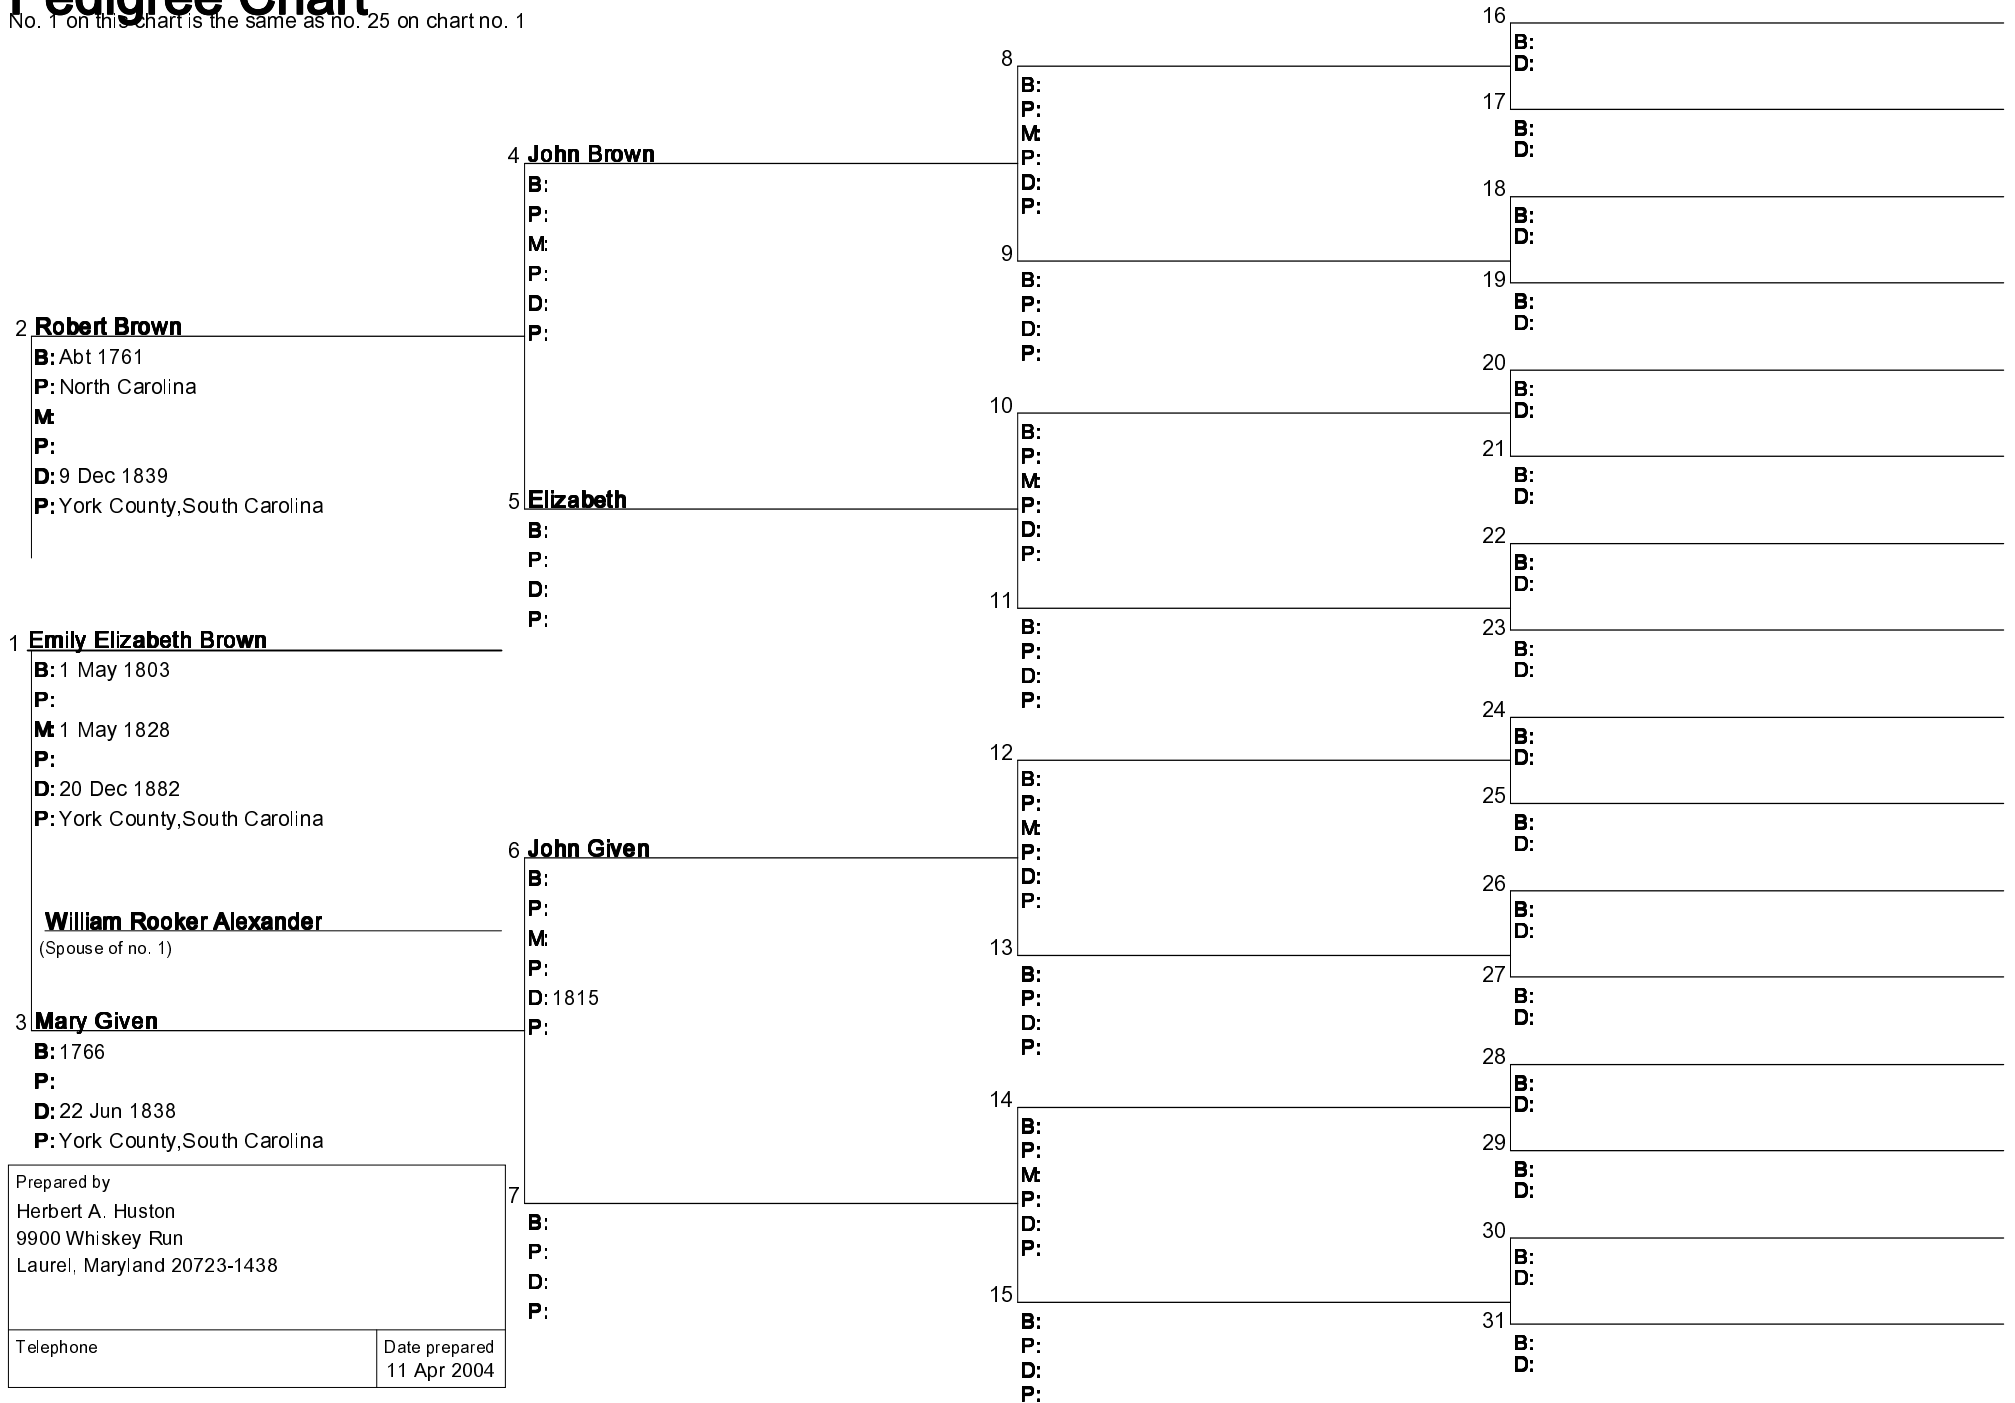 Pedigree Chart
No. 1 on this chart is the same as no. 25 on chart no. 1
2 Robert Brown
B: Abt 1761
P: North Carolina
M:
P:
D: 9 Dec 1839
P: York County,South Carolina
1 Emily Elizabeth Brown
B: 1 May 1803
P:
M: 1 May 1828
P:
D: 20 Dec 1882
P: York County,South Carolina
William Rooker Alexander
(Spouse of no. 1)
3 Mary Given
B: 1766
P:
D: 22 Jun 1838
P: York County,South Carolina
Prepared by
Herbert A. Huston
9900 Whiskey Run
Laurel, Maryland 20723-1438
Telephone
Date prepared
11 Apr 2004
4 John Brown
B:
P:
M:
P:
D:
P:
5 Elizabeth
B:
P:
D:
P:
6 John Given
B:
P:
M:
P:
D: 1815
P:
7
B:
P:
D:
P:
8
B:
P:
M:
P:
D:
P:
9
B:
P:
D:
P:
10
B:
P:
M:
P:
D:
P:
11
B:
P:
D:
P:
12
B:
P:
M:
P:
D:
P:
13
B:
P:
D:
P:
14
B:
P:
M:
P:
D:
P:
15
B:
P:
D:
P:
16
B:
D:
17
B:
D:
18
B:
D:
19
B:
D:
20
B:
D:
21
B:
D:
22
B:
D:
23
B:
D:
24
B:
D:
25
B:
D:
26
B:
D:
27
B:
D:
28
B:
D:
29
B:
D:
30
B:
D:
31
B:
D: